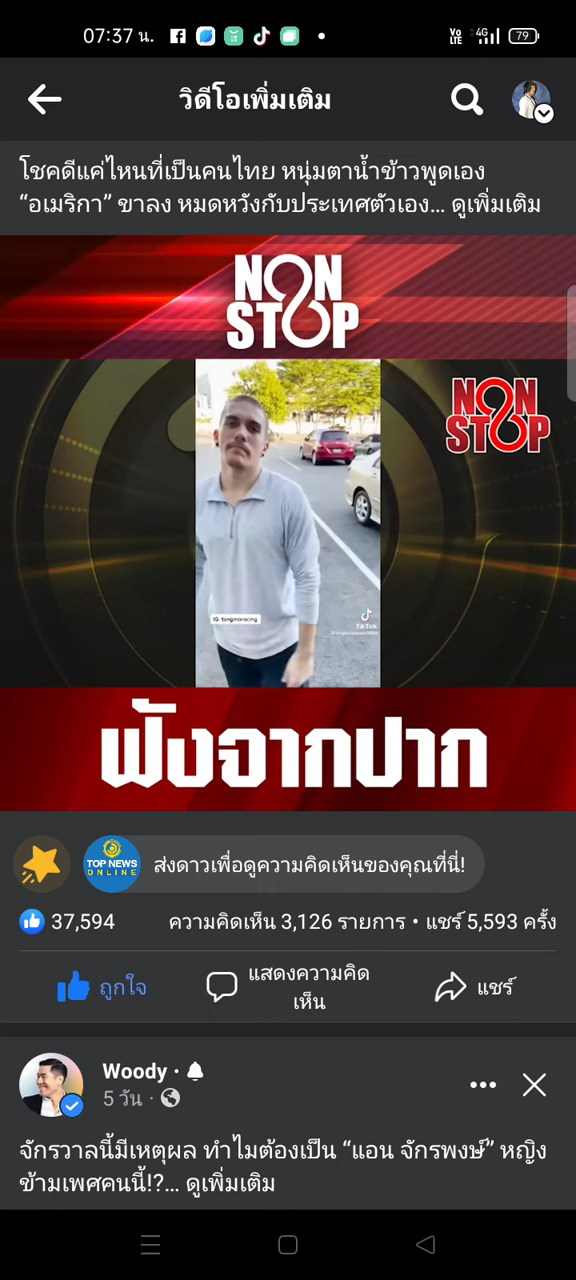 07:37 น.
Vo LTE 4G 79
วิดีโอเพิ่มเติม
โชคดีแค่ไหนที่เป็นคนไทย หนุ่มตาน้ำข้าวพูดเอง
“อเมริกา” ขาลง หมดหวังกับประเทศตัวเอง... ดูเพิ่มเติม
NON
STOP
NON
STOP
IG: tangmoracing
TikTok
ฟังจากปาก
TOP NEWS
ONLINE
ส่งดาวเพื่อดูความคิดเห็นของคุณที่นี่!
37,594 ความคิดเห็น 3,126 รายการ • แชร์ 5,593 ครั้ง
ถูกใจ
แสดงความคิด
เห็น
แชร์
Woody ·
5 วัน ·
จักรวาลนี้มีเหตุผล ทำไมต้องเป็น “แอน จักรพงษ์” หญิง
ข้ามเพศคนนี้!?... ดูเพิ่มเติม